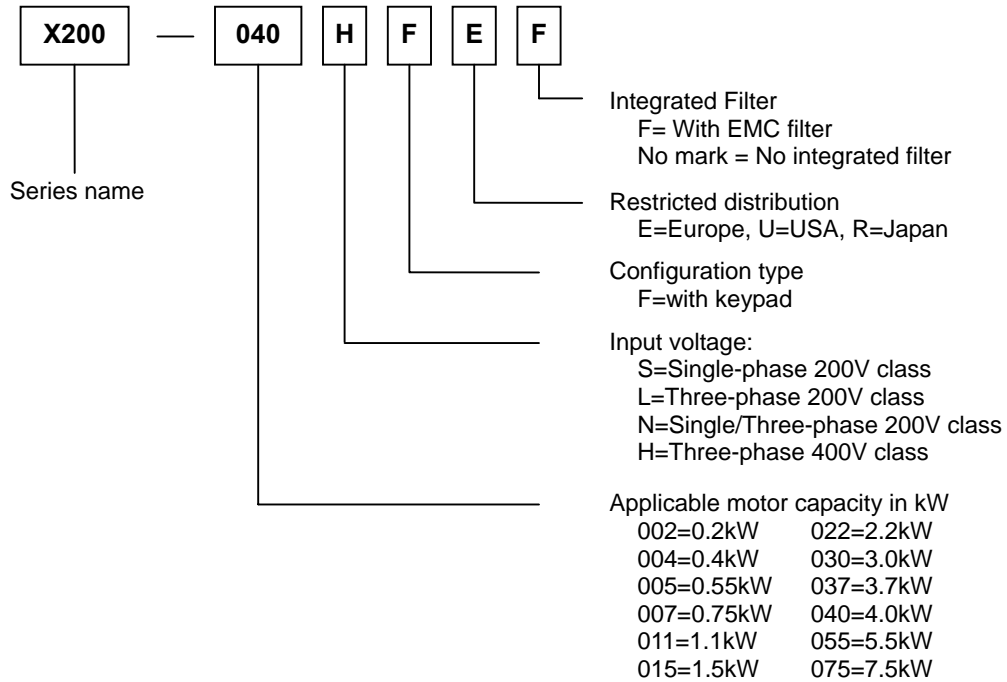 X200 — 040 H F E F
Integrated Filter
F= With EMC filter
No mark = No integrated filter
Series name
Restricted distribution
E=Europe, U=USA, R=Japan
Configuration type
F=with keypad
Input voltage:
S=Single-phase 200V class
L=Three-phase 200V class
N=Single/Three-phase 200V class
H=Three-phase 400V class
Applicable motor capacity in kW
002=0.2kW 022=2.2kW
004=0.4kW 030=3.0kW
005=0.55kW 037=3.7kW
007=0.75kW 040=4.0kW
011=1.1kW 055=5.5kW
015=1.5kW 075=7.5kW